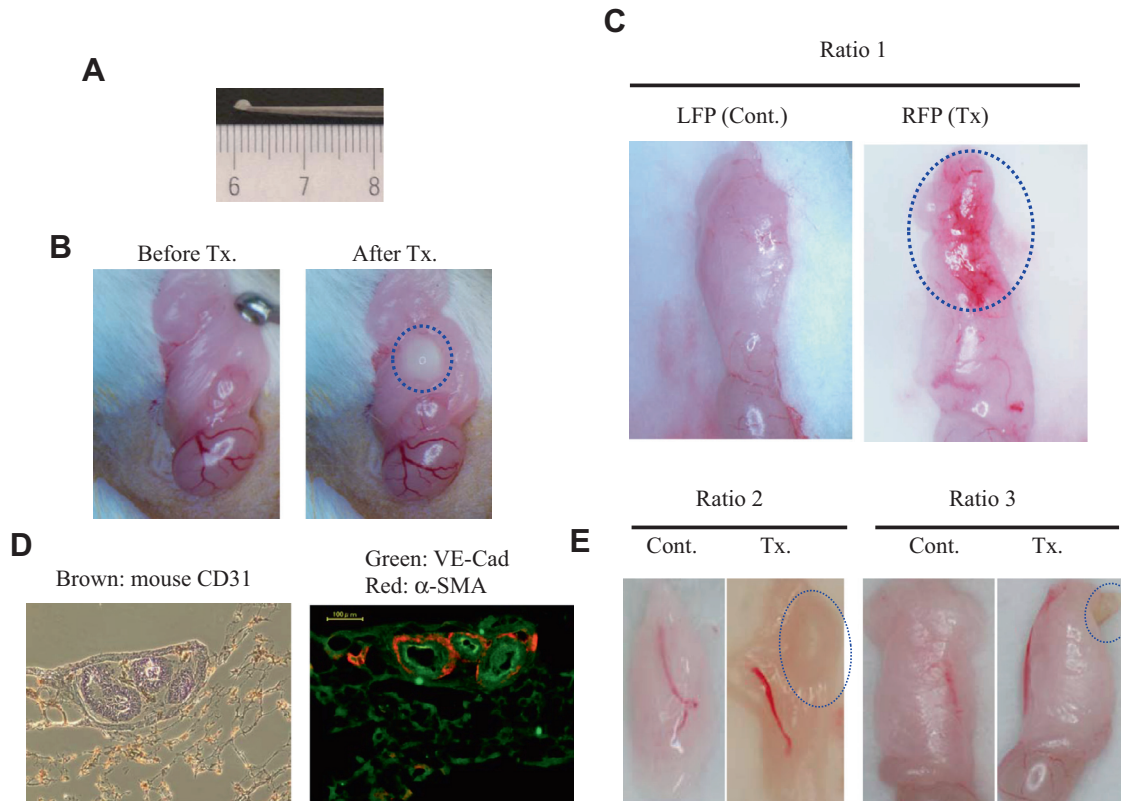 A
6 7 8
B
Before Tx.
After Tx.
C
Ratio 1
LFP (Cont.)
RFP (Tx)
D
Brown: mouse CD31
Green: VE-Cad
Red: α-SMA
100 μm
E
Ratio 2
Cont.
Tx.
Ratio 3
Cont.
Tx.